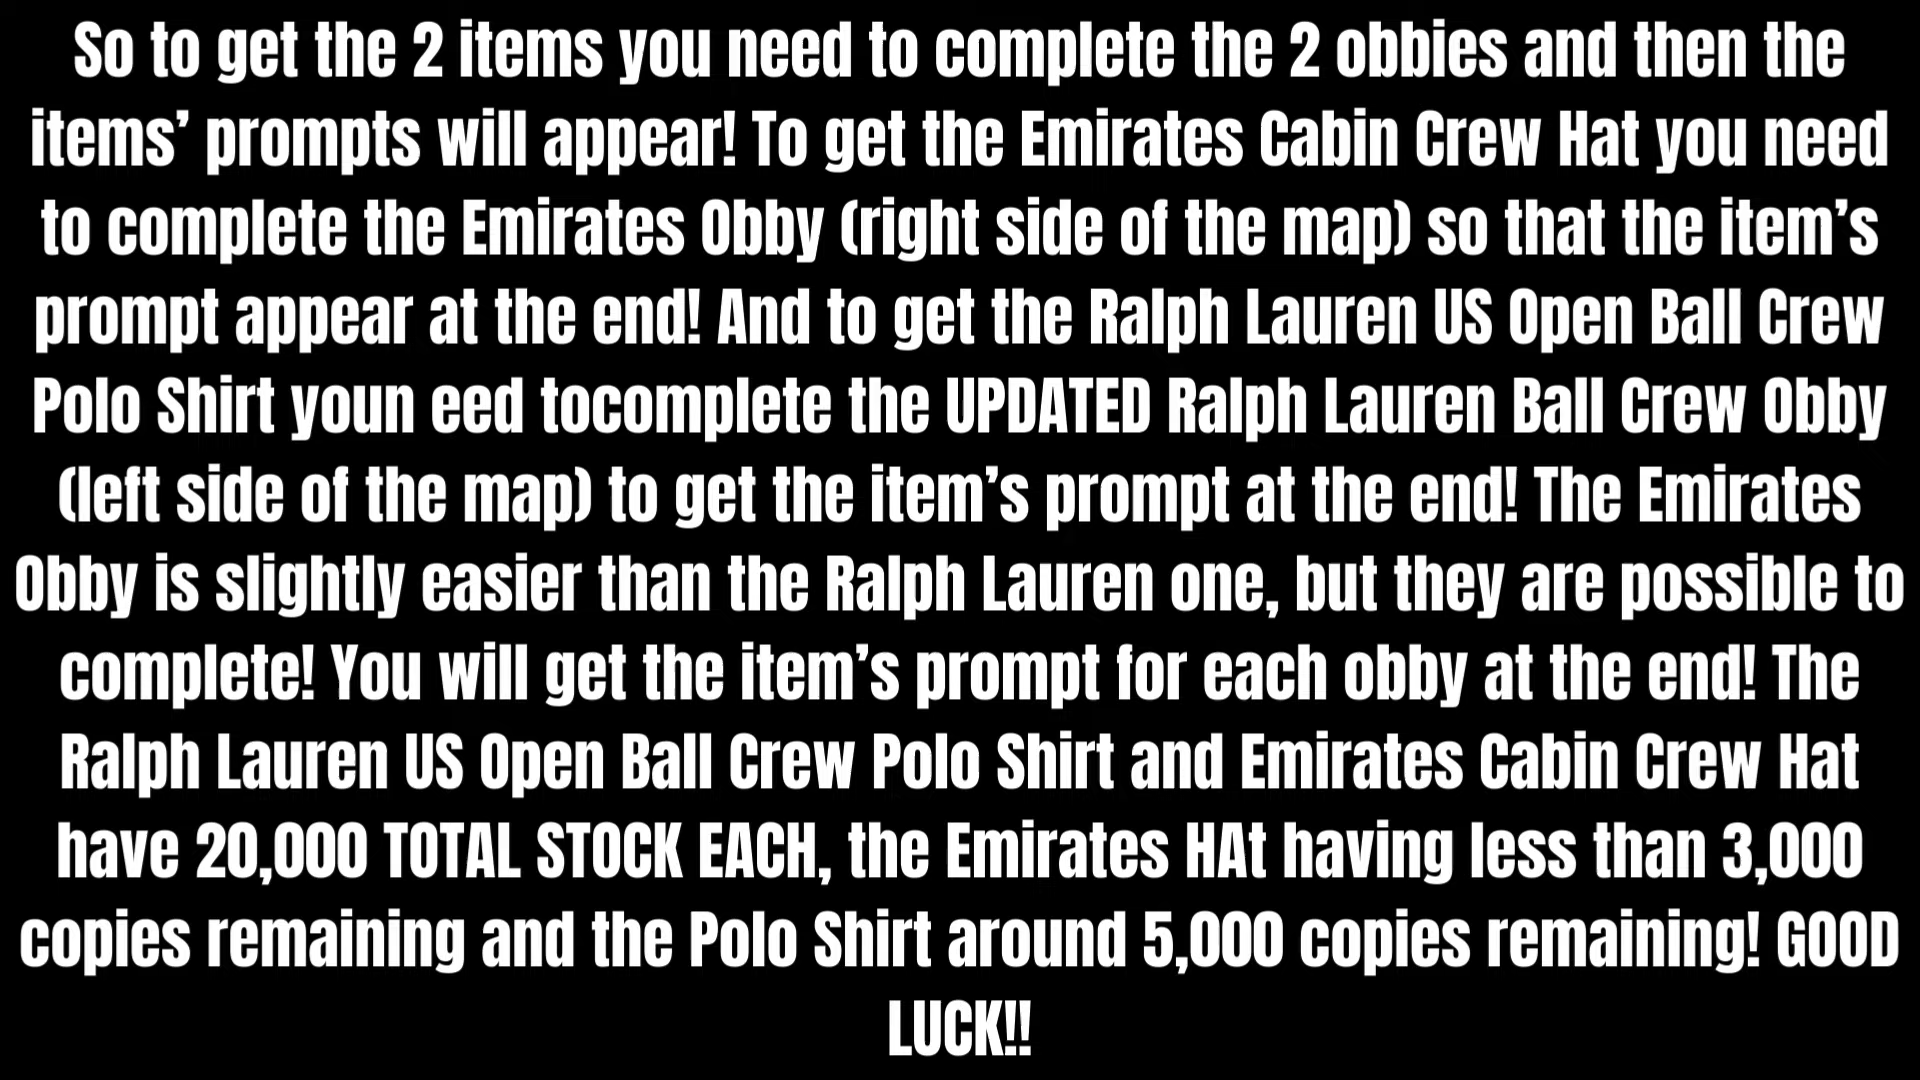 So to get the 2 items you need to complete the 2 obbies and then the
items’ prompts will appear! To get the Emirates Cabin Crew Hat you need
to complete the Emirates Obby (right side of the map) so that the item’s
prompt appear at the end! And to get the Ralph Lauren US Open Ball Crew
Polo Shirt youn eed tocomplete the UPDATED Ralph Lauren Ball Crew Obby
(left side of the map) to get the item’s prompt at the end! The Emirates
Obby is slightly easier than the Ralph Lauren one, but they are possible to
complete! You will get the item’s prompt for each obby at the end! The
Ralph Lauren US Open Ball Crew Polo Shirt and Emirates Cabin Crew Hat
have 20,000 TOTAL STOCK EACH, the Emirates HAt having less than 3,000
copies remaining and the Polo Shirt around 5,000 copies remaining! GOOD
LUCK!!